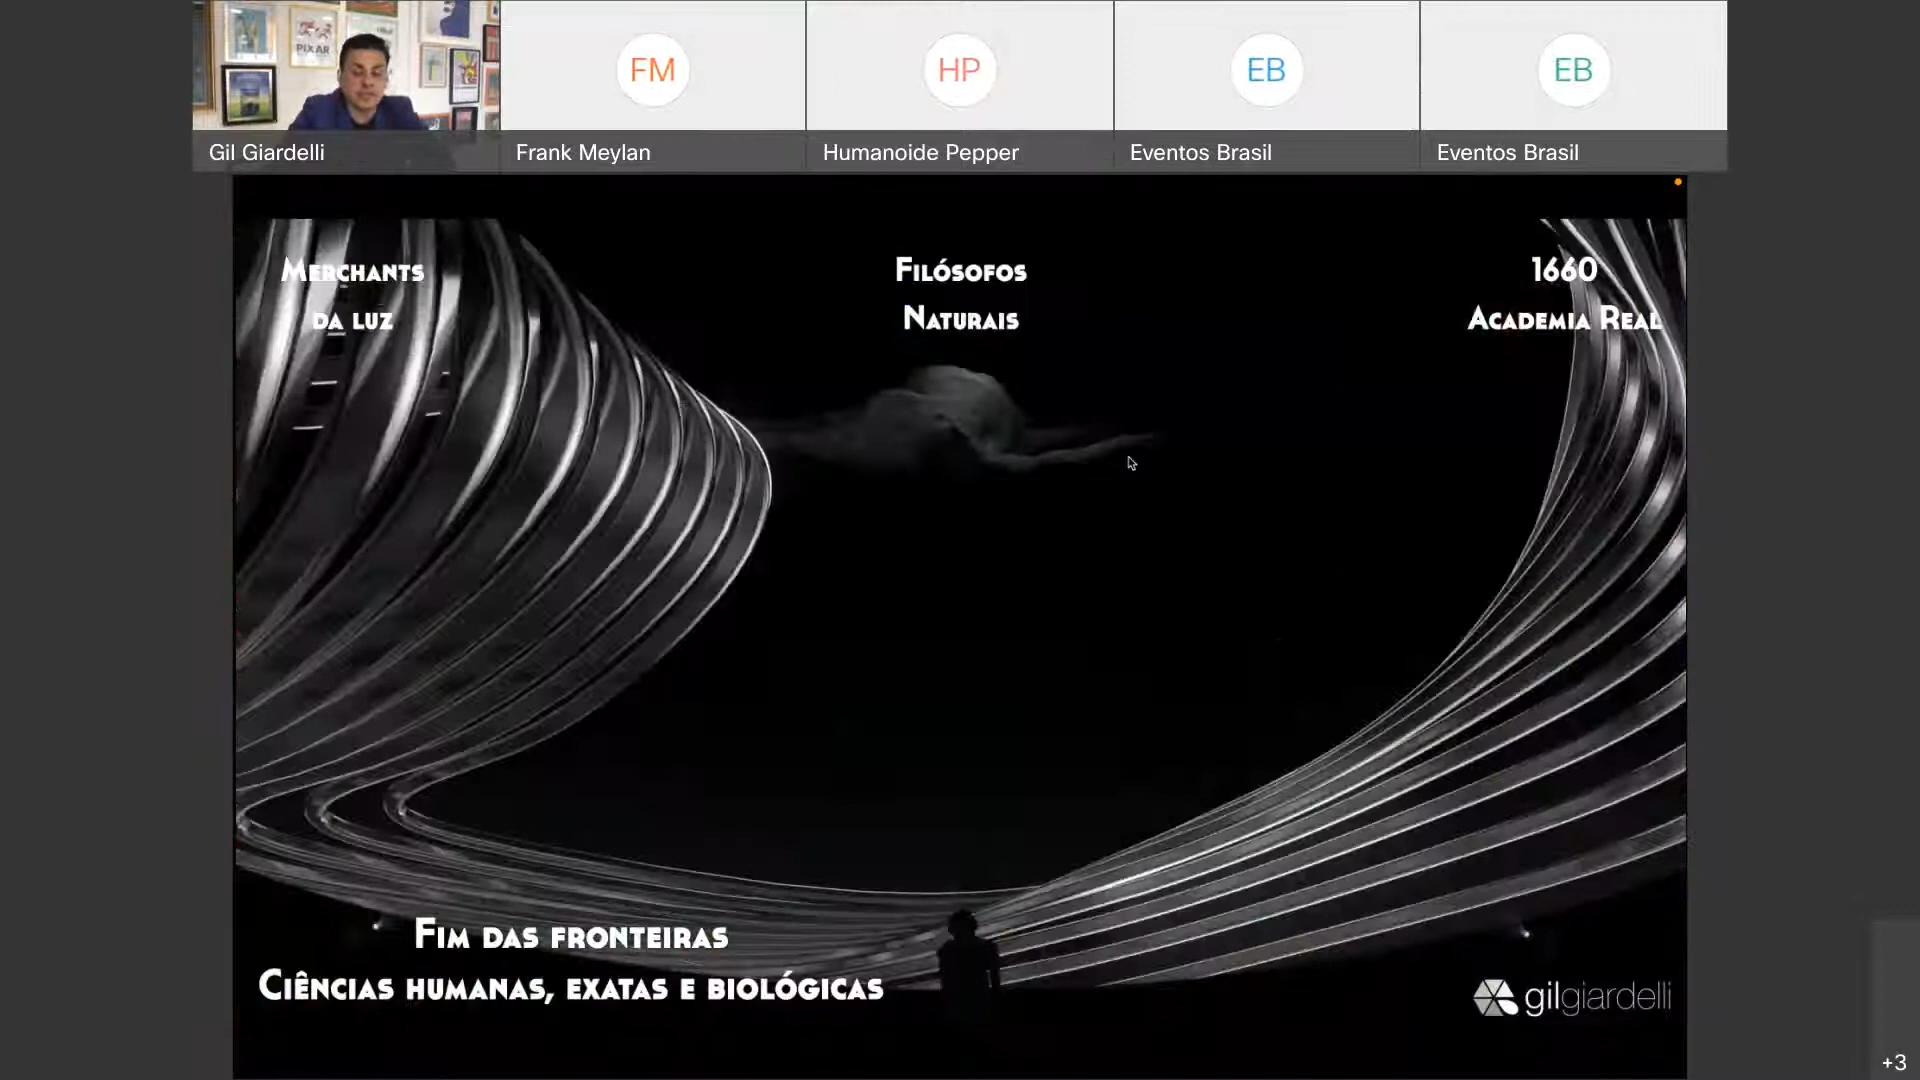 PIXAR
FM
HP
EB
EB
Gil Giardelli
Frank Meylan
Humanoide Pepper
Eventos Brasil
Eventos Brasil
Merchants
da luz
Filósofos
Naturais
1660
Academia Real
Fim das fronteiras
Ciências humanas, exatas e biológicas
gilgiardelli
+3